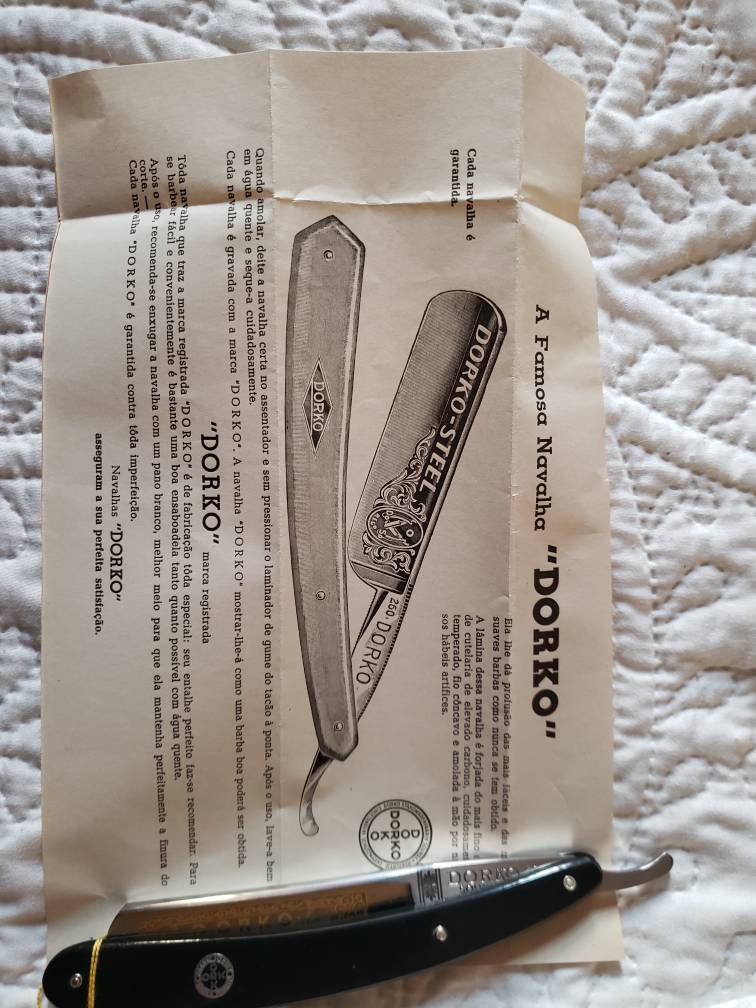 A Famosa Navalha "DORKO"
Cada navalha é
garantida.
Ela lhe dá profusão das mais fáceis e das
suaves barbas como nunca se tem obtido.
A lâmina dessa navalha é forjada do mais fino
de cutelaria de elevado carbono,
temperado, fio côncavo e amolada à mão por
sos hábeis artífices.
DORKO-STEEL
260 DORKO
DORKO
DORKO
Quando amolar, deite a navalha certa no assentador e sem pressionar o laminador de gume do tacão à ponta. Após o uso, lave-a bem
em água quente e seque-a cuidadosamente.
Cada navalha é gravada com a marca "DORKO". A navalha "DORKO" mostrar-lhe-á como uma barba boa poderá ser obtida.
"DORKO" marca registrada
Tôda navalha que traz a marca registrada "DORKO" é de fabricação tôda especial: seu entalhe perfeito faz-se recomendar. Para
se barbear fácil e convenientemente é bastante uma boa ensaboadela tanto quanto possível com água quente.
Após o uso, recomenda-se enxugar a navalha com um pano branco, melhor meio para que ela mantenha perfeitamente a finura do
corte. —
Cada navalha "DORKO" é garantida contra tôda imperfeição.
Navalhas "DORKO"
asseguram a sua perfeita satisfação.
DORKO
DORKO